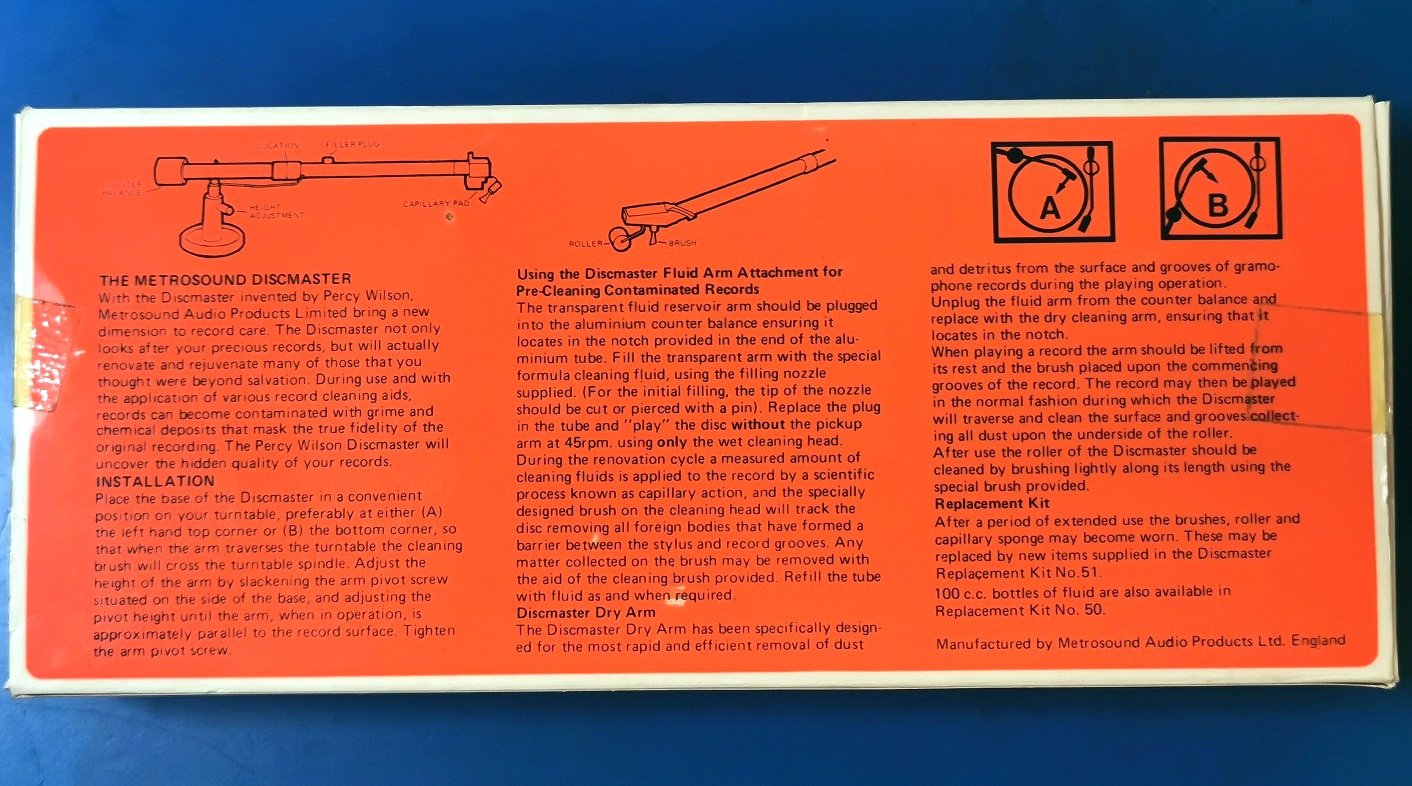 LOCATION
FILLER PLUG
COUNTER
BALANCE
HEIGHT
ADJUSTMENT
CAPILLARY PAD
ROLLER
BRUSH
A
B
THE METROSOUND DISCMASTER
With the Discmaster invented by Percy Wilson,
Metrosound Audio Products Limited bring a new
dimension to record care. The Discmaster not only
looks after your precious records, but will actually
renovate and rejuvenate many of those that you
thought were beyond salvation. During use and with
the application of various record cleaning aids,
records can become contaminated with grime and
chemical deposits that mask the true fidelity of the
original recording. The Percy Wilson Discmaster will
uncover the hidden quality of your records.
INSTALLATION
Place the base of the Discmaster in a convenient
position on your turntable, preferably at either (A)
the left hand top corner or (B) the bottom corner, so
that when the arm traverses the turntable the cleaning
brush will cross the turntable spindle. Adjust the
height of the arm by slackening the arm pivot screw
situated on the side of the base, and adjusting the
pivot height until the arm, when in operation, is
approximately parallel to the record surface. Tighten
the arm pivot screw.
Using the Discmaster Fluid Arm Attachment for
Pre-Cleaning Contaminated Records
The transparent fluid reservoir arm should be plugged
into the aluminium counter balance ensuring it
locates in the notch provided in the end of the alu-
minium tube. Fill the transparent arm with the special
formula cleaning fluid, using the filling nozzle
supplied. (For the initial filling, the tip of the nozzle
should be cut or pierced with a pin). Replace the plug
in the tube and "play" the disc without the pickup
arm at 45rpm. using only the wet cleaning head.
During the renovation cycle a measured amount of
cleaning fluids is applied to the record by a scientific
process known as capillary action, and the specially
designed brush on the cleaning head will track the
disc removing all foreign bodies that have formed a
barrier between the stylus and record grooves. Any
matter collected on the brush may be removed with
the aid of the cleaning brush provided. Refill the tube
with fluid as and when required.
Discmaster Dry Arm
The Discmaster Dry Arm has been specifically design-
ed for the most rapid and efficient removal of dust
and detritus from the surface and grooves of gramo-
phone records during the playing operation.
Unplug the fluid arm from the counter balance and
replace with the dry cleaning arm, ensuring that it
locates in the notch.
When playing a record the arm should be lifted from
its rest and the brush placed upon the commencing
grooves of the record. The record may then be played
in the normal fashion during which the Discmaster
will traverse and clean the surface and grooves collect-
ing all dust upon the underside of the roller.
After use the roller of the Discmaster should be
cleaned by brushing lightly along its length using the
special brush provided.
Replacement Kit
After a period of extended use the brushes, roller and
capillary sponge may become worn. These may be
replaced by new items supplied in the Discmaster
Replacement Kit No.51.
100 c.c. bottles of fluid are also available in
Replacement Kit No. 50.
Manufactured by Metrosound Audio Products Ltd. England